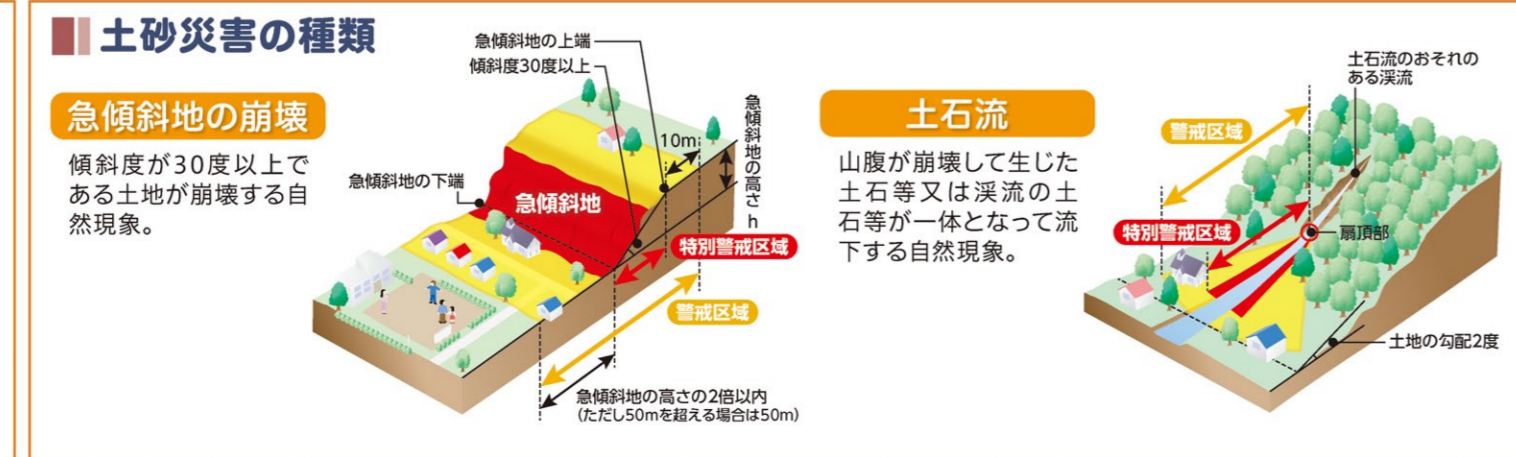 土砂災害の種類
急傾斜地の崩壊
傾斜度が30度以上で
ある土地が崩壊する自
然現象。
急傾斜地の上端
傾斜度30度以上
急傾斜地の下端
急傾斜地
10m
急傾斜地の高さh
特別警戒区域
警戒区域
急傾斜地の高さの2倍以内
(ただし50mを超える場合は50m)
土石流
山腹が崩壊して生じた
土石等又は渓流の土
石等が一体となって流
下する自然現象。
土石流のおそれの
ある渓流
警戒区域
特別警戒区域
扇頂部
土地の勾配2度